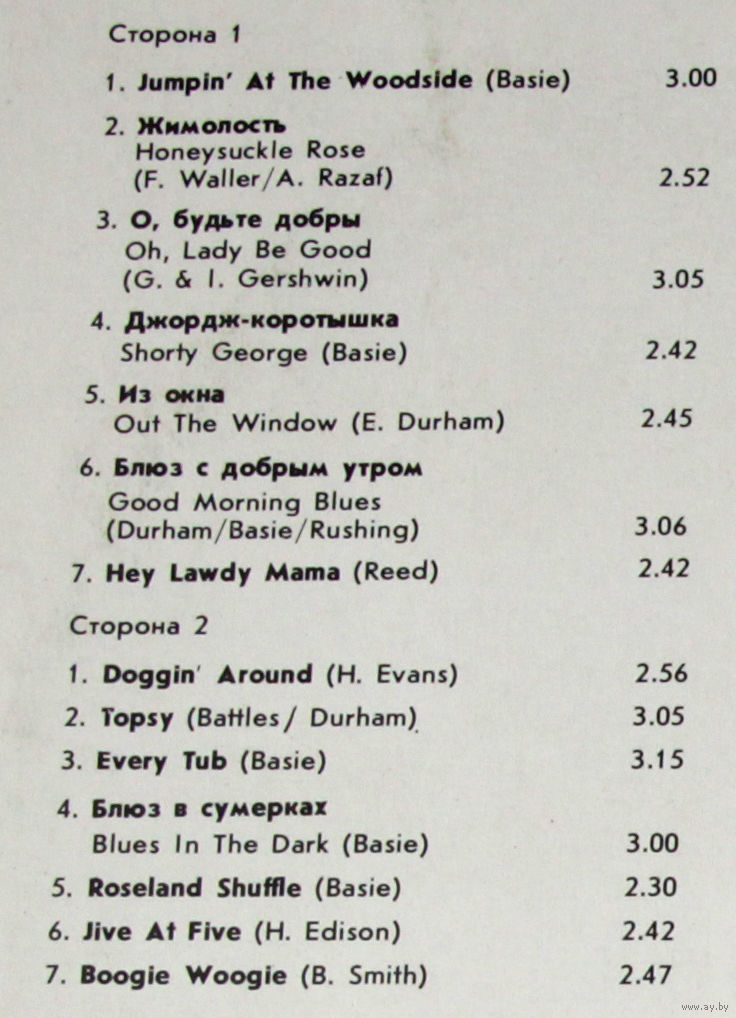 Сторона 1
1. Jumpin' At The Woodside (Basie) 3.00
2. Жимолость
Honeysuckle Rose
(F. Waller/A. Razaf) 2.52
3. О, будьте добры
Oh, Lady Be Good
(G. & I. Gershwin) 3.05
4. Джордж-коротышка
Shorty George (Basie) 2.42
5. Из окна
Out The Window (E. Durham) 2.45
6. Блюз с добрым утром
Good Morning Blues
(Durham/Basie/Rushing) 3.06
7. Hey Lawdy Mama (Reed) 2.42
Сторона 2
1. Doggin' Around (H. Evans) 2.56
2. Topsy (Battles/ Durham) 3.05
3. Every Tub (Basie) 3.15
4. Блюз в сумерках
Blues In The Dark (Basie) 3.00
5. Roseland Shuffle (Basie) 2.30
6. Jive At Five (H. Edison) 2.42
7. Boogie Woogie (B. Smith) 2.47
www.ay.by